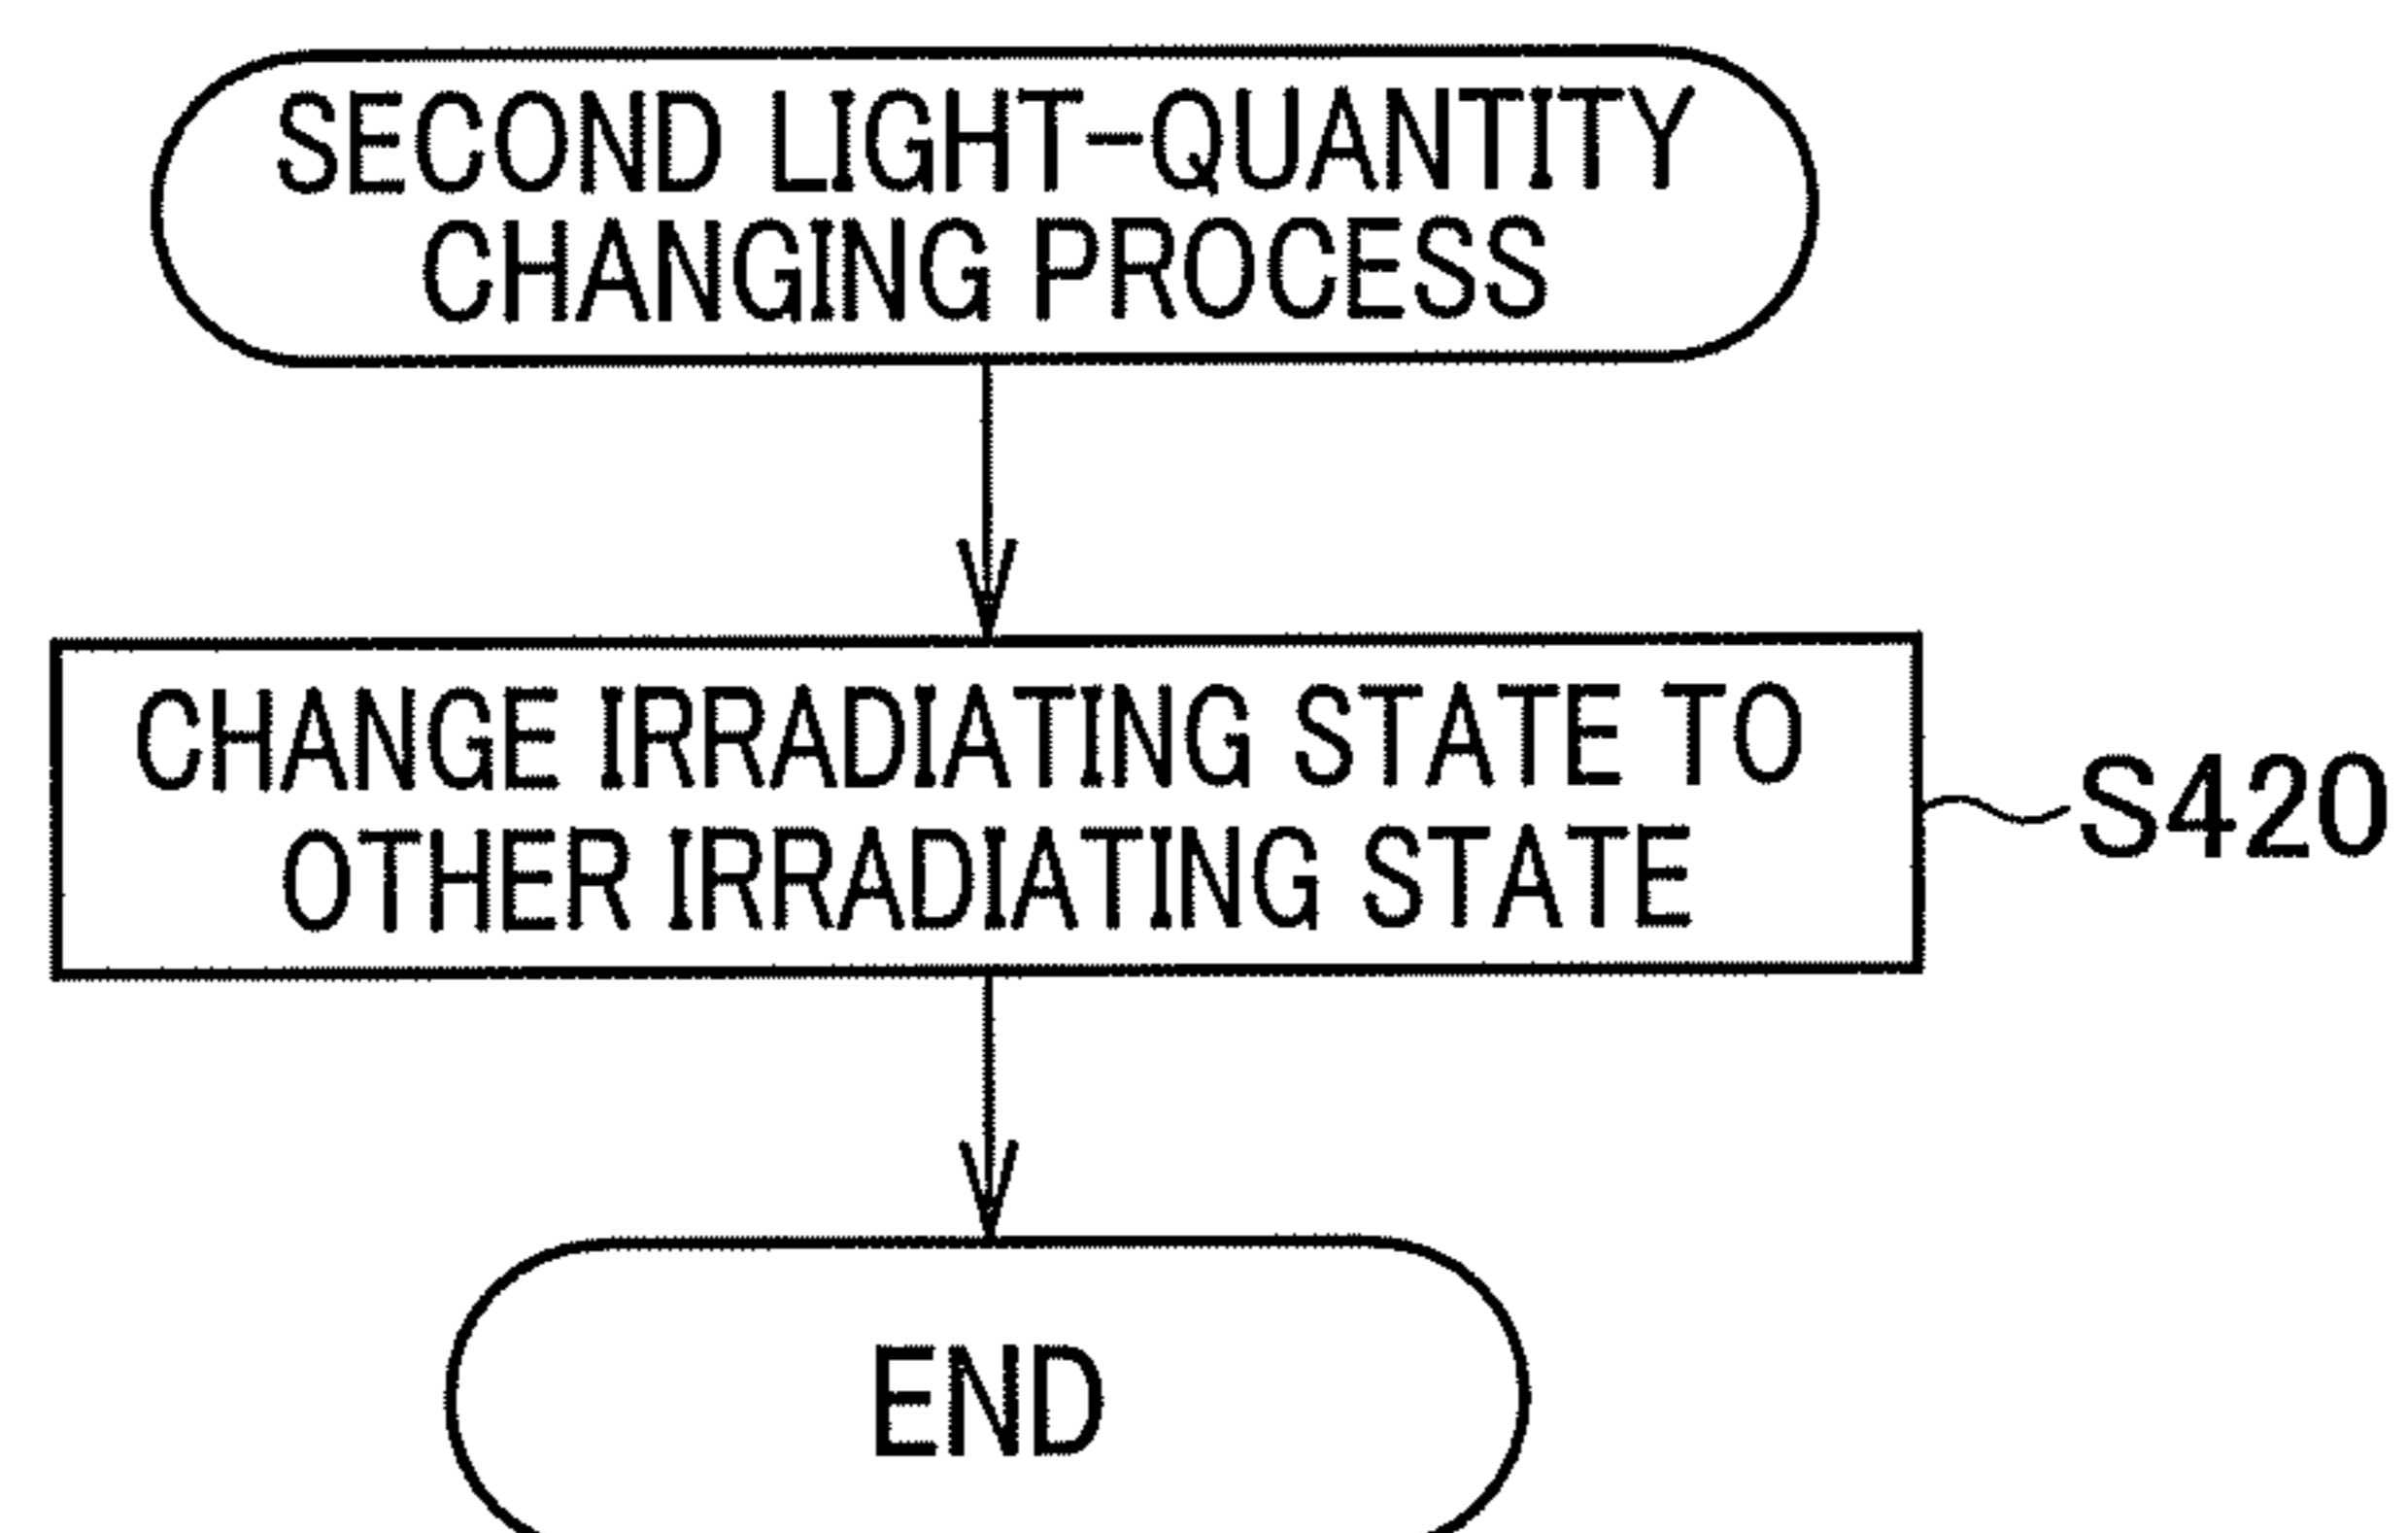 SECOND LIGHT-QUANTITY
CHANGING PROCESS
CHANGE IRRADIATING STATE TO
OTHER IRRADIATING STATE
S420
END